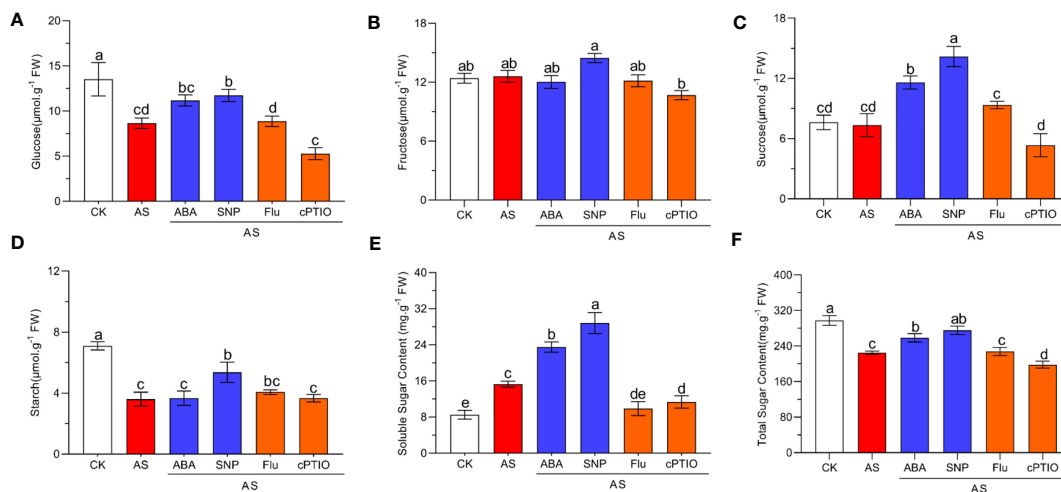 A
Glucose(μmol.g⁻¹ FW)
20
15
10
5
0
a
cd
bc
b
d
c
CK AS ABA SNP Flu cPTIO
AS
B
Fructose(μmol.g⁻¹ FW)
18
12
6
0
ab
ab
ab
a
ab
b
CK AS ABA SNP Flu cPTIO
AS
C
Sucrose(μmol.g⁻¹ FW)
18
12
6
0
cd
cd
b
a
c
d
CK AS ABA SNP Flu cPTIO
AS
D
Starch(μmol.g⁻¹ FW)
12
8
4
0
a
c
c
b
bc
c
CK AS ABA SNP Flu cPTIO
AS
E
Soluble Sugar Content (mg.g⁻¹ FW)
40
32
24
16
8
0
e
c
b
a
de
d
CK AS ABA SNP Flu cPTIO
AS
F
Total Sugar Content(mg.g⁻¹ FW)
400
320
240
160
80
0
a
c
b
ab
c
d
CK AS ABA SNP Flu cPTIO
AS